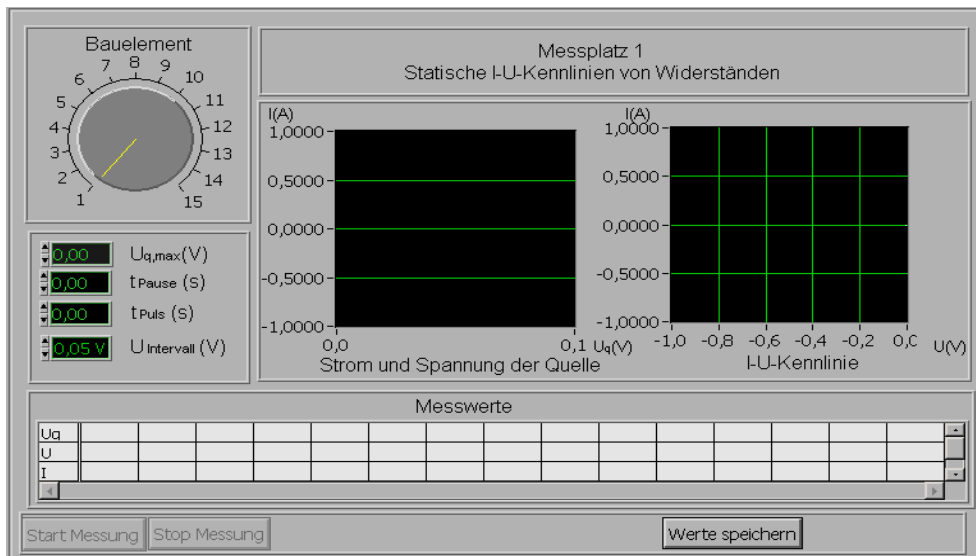 Bauelement
1 2 3 4 5 6 7 8 9 10 11 12 13 14 15
Messplatz 1
Statische I-U-Kennlinien von Widerständen
0,00 Uq,max(V)
0,00 tPause (s)
0,00 tPuls (s)
0,05 V U Intervall (V)
I(A)
1,0000
0,5000
0,0000
-0,5000
-1,0000
0,0 0,1 Uq(V)
Strom und Spannung der Quelle
I(A)
1,0000
0,5000
0,0000
-0,5000
-1,0000
-1,0 -0,8 -0,6 -0,4 -0,2 U(V)
I-U-Kennlinie
Messwerte
Uq
U
I
Start Messung Stop Messung Werte speichern